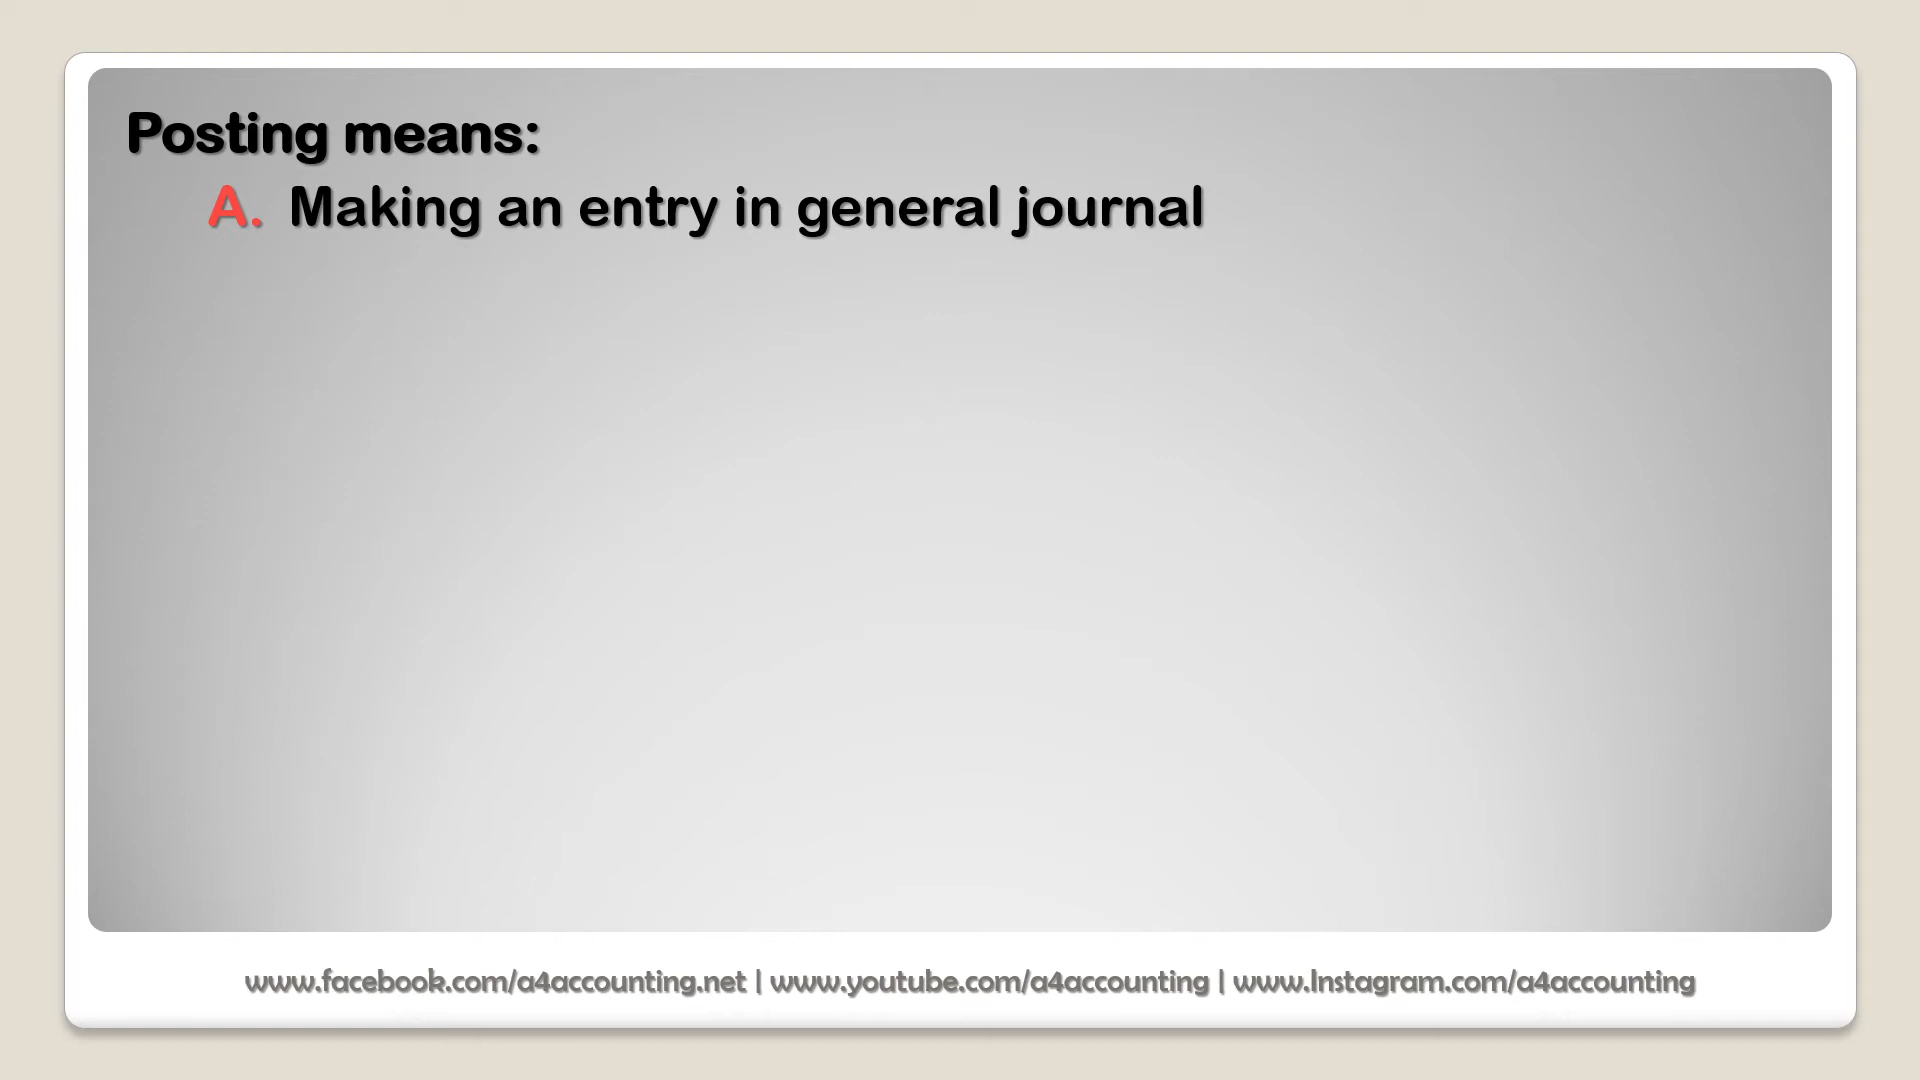 Posting means:
A. Making an entry in general journal
www.facebook.com/a4accounting.net | www.youtube.com/a4accounting | www.Instagram.com/a4accounting